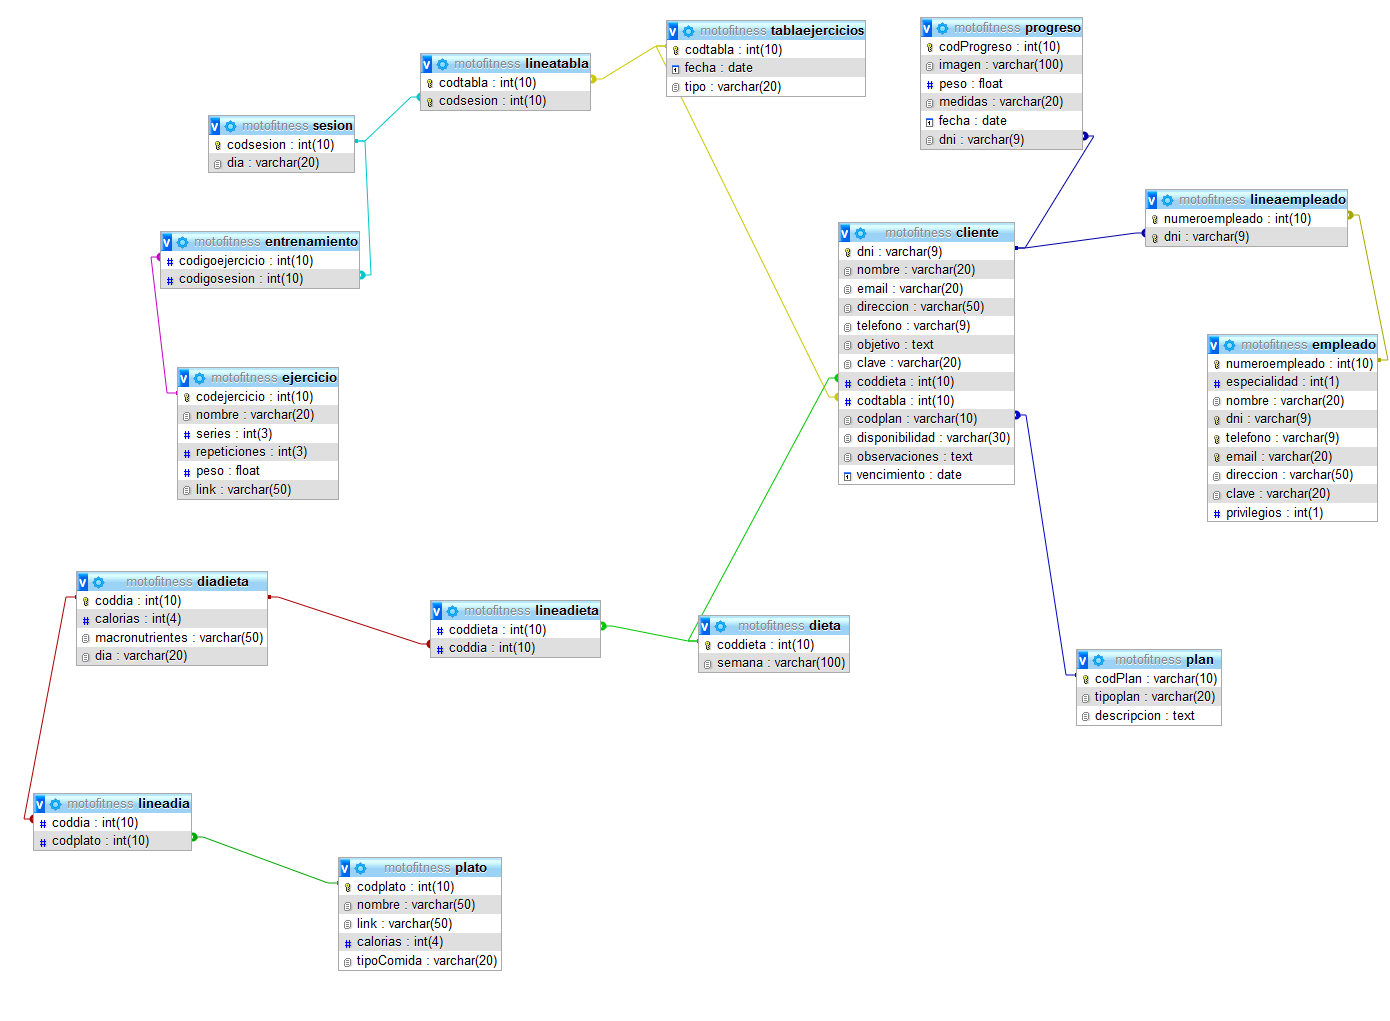 motofitness tablaejercicios
codtabla : int(10)
fecha : date
tipo : varchar(20)
motofitness progreso
codProgreso : int(10)
imagen : varchar(100)
peso : float
medidas : varchar(20)
fecha : date
dni : varchar(9)
motofitness lineatabla
codtabla : int(10)
codsesion : int(10)
motofitness sesion
codsesion : int(10)
dia : varchar(20)
motofitness lineaempleado
numeroempleado : int(10)
dni : varchar(9)
motofitness entrenamiento
codigoejercicio : int(10)
codigosesion : int(10)
motofitness cliente
dni : varchar(9)
nombre : varchar(20)
email : varchar(20)
direccion : varchar(50)
telefono : varchar(9)
objetivo : text
clave : varchar(20)
coddieta : int(10)
codtabla : int(10)
codplan : varchar(10)
disponibilidad : varchar(30)
observaciones : text
vencimiento : date
motofitness empleado
numeroempleado : int(10)
especialidad : int(1)
nombre : varchar(20)
dni : varchar(9)
telefono : varchar(9)
email : varchar(20)
direccion : varchar(50)
clave : varchar(20)
privilegios : int(1)
motofitness ejercicio
codejercicio : int(10)
nombre : varchar(20)
series : int(3)
repeticiones : int(3)
peso : float
link : varchar(50)
motofitness diadieta
coddia : int(10)
calorias : int(4)
macronutrientes : varchar(50)
dia : varchar(20)
motofitness lineadieta
coddieta : int(10)
coddia : int(10)
motofitness dieta
coddieta : int(10)
semana : varchar(100)
motofitness plan
codPlan : varchar(10)
tipoplan : varchar(20)
descripcion : text
motofitness lineadia
coddia : int(10)
codplato : int(10)
motofitness plato
codplato : int(10)
nombre : varchar(50)
link : varchar(50)
calorias : int(4)
tipoComida : varchar(20)